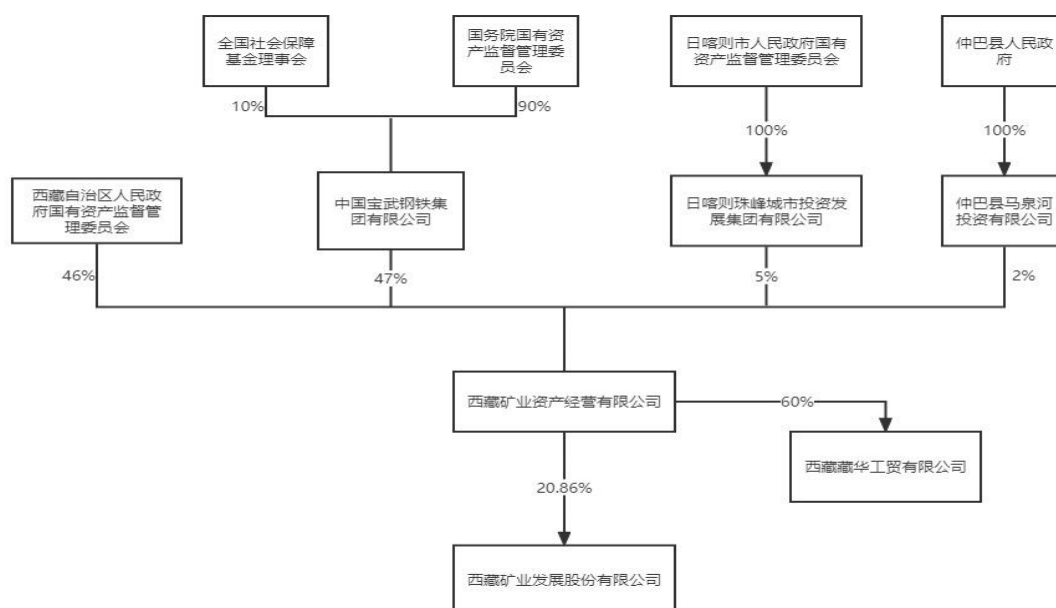 全国社会保障
基金理事会
国务院国有资
产监督管理委
员会
日喀则市人民政府国有
资产监督管理委员会
仲巴县人民政
府
10%
90%
100%
100%
西藏自治区人民政
府国有资产监督管
理委员会
中国宝武钢铁集
团有限公司
日喀则珠峰城市投资发
展集团有限公司
仲巴县马泉河
投资有限公司
46%
47%
5%
2%
西藏矿业资产经营有限公司
60%
西藏藏华工贸有限公司
20.86%
西藏矿业发展股份有限公司